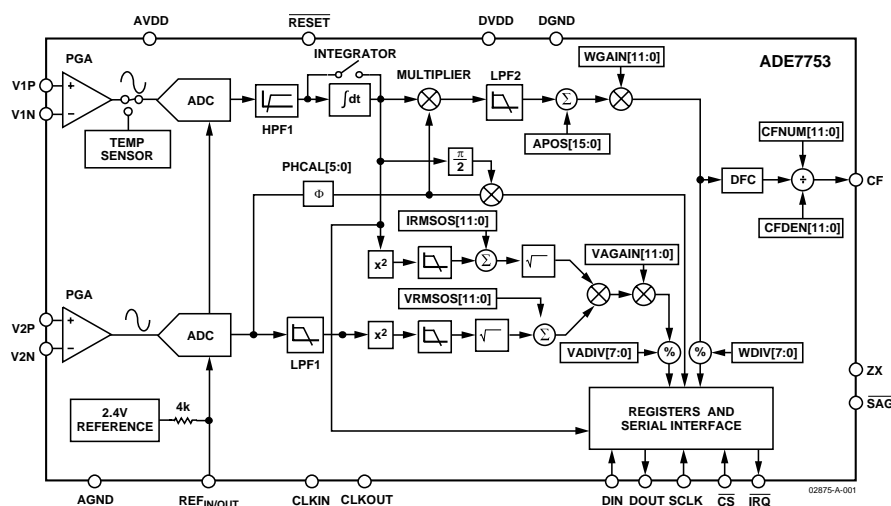 AVDD
RESET
DVDD
DGND
INTEGRATOR
WGAIN[11:0]
ADE7753
PGA
MULTIPLIER
LPF2
V1P
+
ADC
∫dt
Σ
V1N
−
HPF1
CFNUM[11:0]
TEMP
SENSOR
APOS[15:0]
π
2
PHCAL[5:0]
DFC
÷
CF
Φ
IRMSOS[11:0]
CFDEN[11:0]
VAGAIN[11:0]
x²
Σ
√
PGA
VRMSOS[11:0]
V2P
+
ADC
x²
√
Σ
V2N
−
LPF1
VADIV[7:0]
%
%
WDIV[7:0]
ZX
2.4V
REFERENCE
4k
REGISTERS AND
SERIAL INTERFACE
SAG
AGND
REFIN/OUT
CLKIN
CLKOUT
DIN
DOUT
SCLK
CS
IRQ
02875-A-001